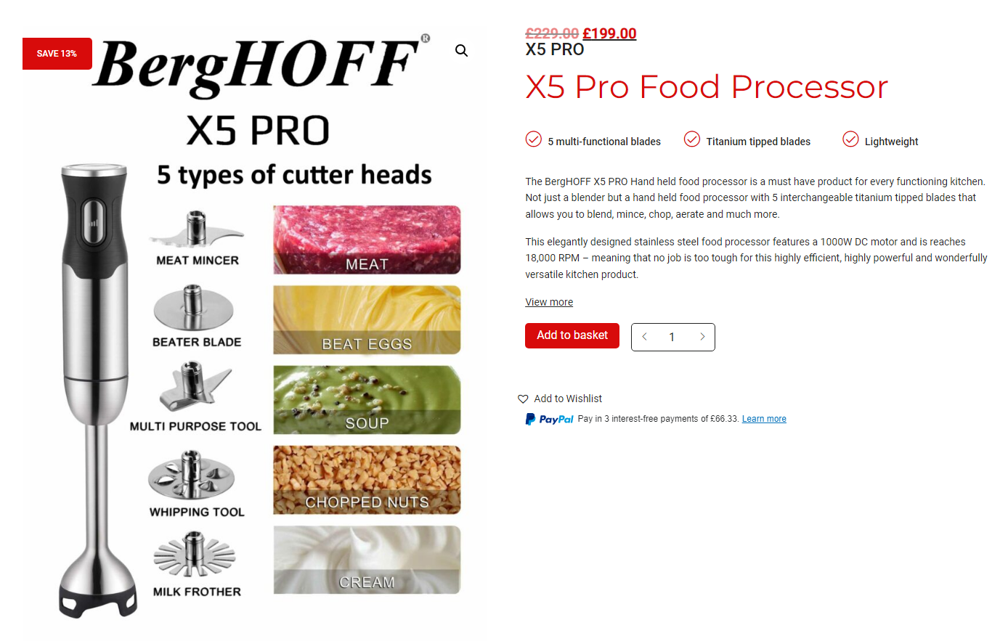 SAVE 13%
BergHOFF®
X5 PRO
5 types of cutter heads
MEAT MINCER
MEAT
BEATER BLADE
BEAT EGGS
MULTI PURPOSE TOOL
SOUP
WHIPPING TOOL
CHOPPED NUTS
MILK FROTHER
CREAM
£229.00 £199.00
X5 PRO
X5 Pro Food Processor
5 multi-functional blades
Titanium tipped blades
Lightweight
The BergHOFF X5 PRO Hand held food processor is a must have product for every functioning kitchen.
Not just a blender but a hand held food processor with 5 interchangeable titanium tipped blades that
allows you to blend, mince, chop, aerate and much more.
This elegantly designed stainless steel food processor features a 1000W DC motor and is reaches
18,000 RPM – meaning that no job is too tough for this highly efficient, highly powerful and wonderfully
versatile kitchen product.
View more
Add to basket
1
Add to Wishlist
PayPal Pay in 3 interest-free payments of £66.33. Learn more